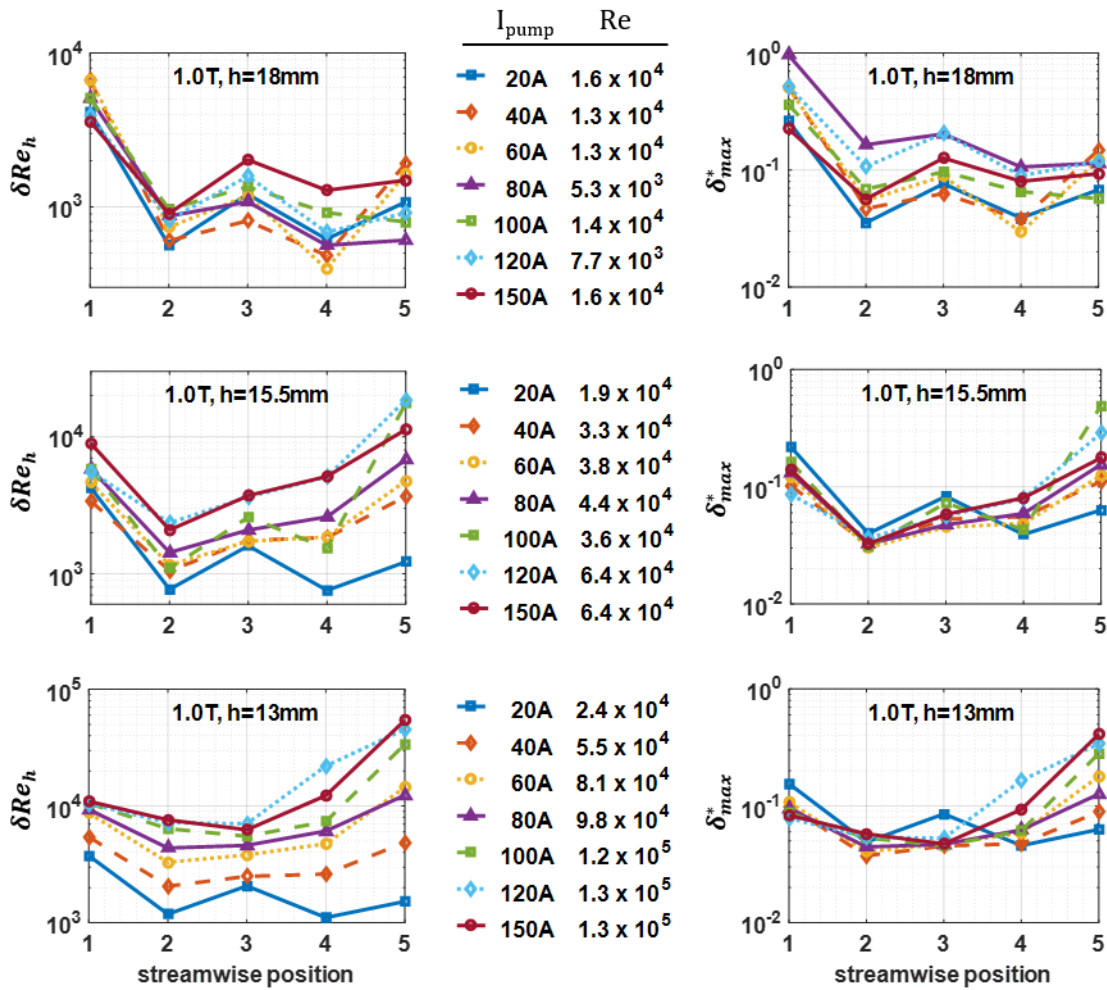 I_pump Re
10^4
10^3
δRe_h
1.0T, h=18mm
1 2 3 4 5
20A 1.6 x 10^4
40A 1.3 x 10^4
60A 1.3 x 10^4
80A 5.3 x 10^3
100A 1.4 x 10^4
120A 7.7 x 10^3
150A 1.6 x 10^4
10^0
10^-1
10^-2
δ*_max
1.0T, h=18mm
1 2 3 4 5
10^4
10^3
δRe_h
1.0T, h=15.5mm
1 2 3 4 5
20A 1.9 x 10^4
40A 3.3 x 10^4
60A 3.8 x 10^4
80A 4.4 x 10^4
100A 3.6 x 10^4
120A 6.4 x 10^4
150A 6.4 x 10^4
10^0
10^-1
10^-2
δ*_max
1.0T, h=15.5mm
1 2 3 4 5
10^5
10^4
10^3
δRe_h
1.0T, h=13mm
1 2 3 4 5
streamwise position
20A 2.4 x 10^4
40A 5.5 x 10^4
60A 8.1 x 10^4
80A 9.8 x 10^4
100A 1.2 x 10^5
120A 1.3 x 10^5
150A 1.3 x 10^5
10^0
10^-1
10^-2
δ*_max
1.0T, h=13mm
1 2 3 4 5
streamwise position